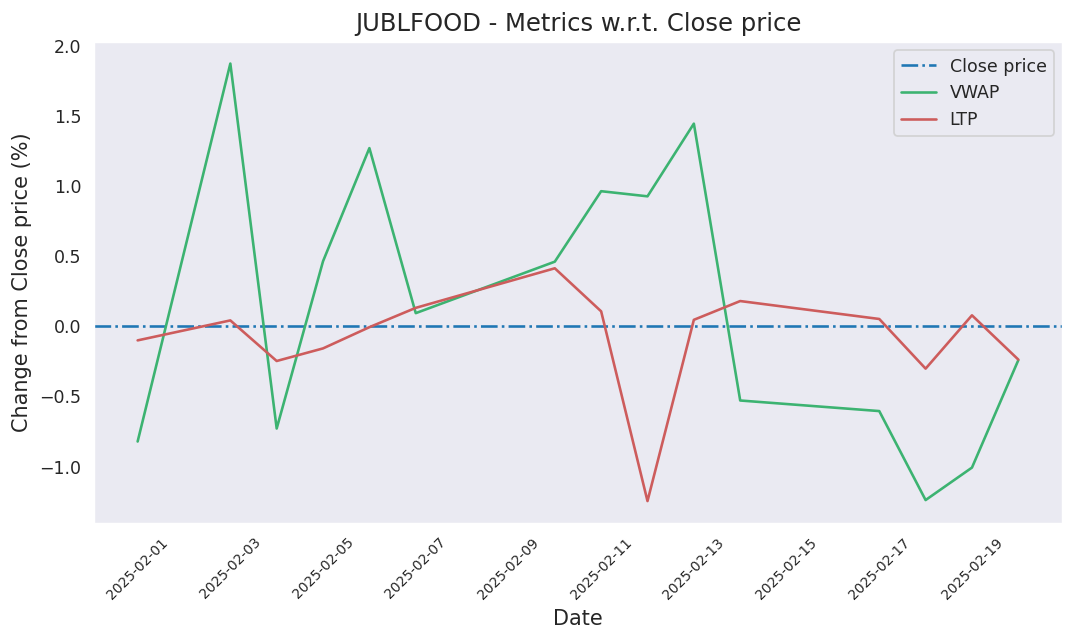 JUBLFOOD - Metrics w.r.t. Close price
Close price
VWAP
LTP
Change from Close price (%)
2.0
1.5
1.0
0.5
0.0
−0.5
−1.0
2025-02-01
2025-02-03
2025-02-05
2025-02-07
2025-02-09
2025-02-11
2025-02-13
2025-02-15
2025-02-17
2025-02-19
Date